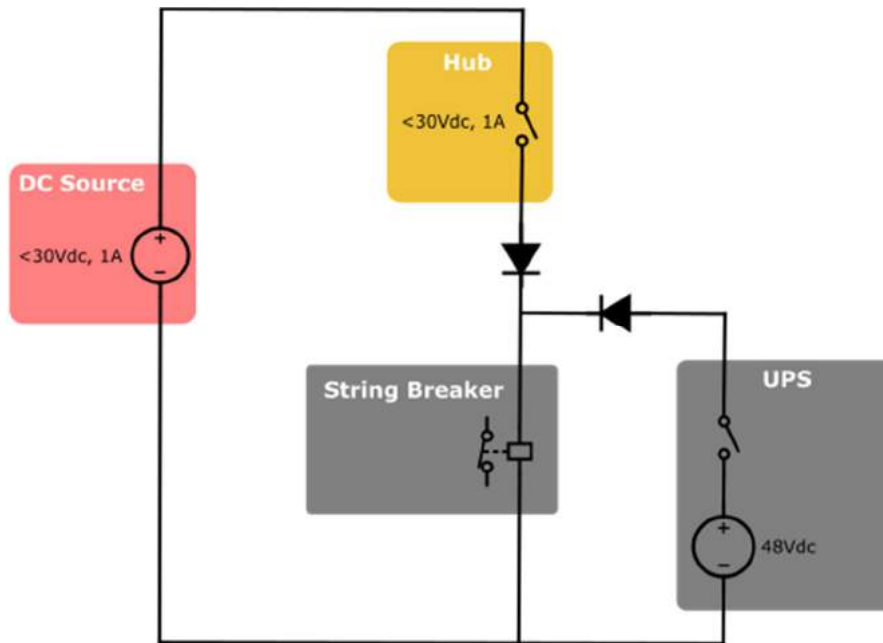 Hub
<30Vdc, 1A
DC Source
+
<30Vdc, 1A
−
String Breaker
UPS
+
48Vdc
−